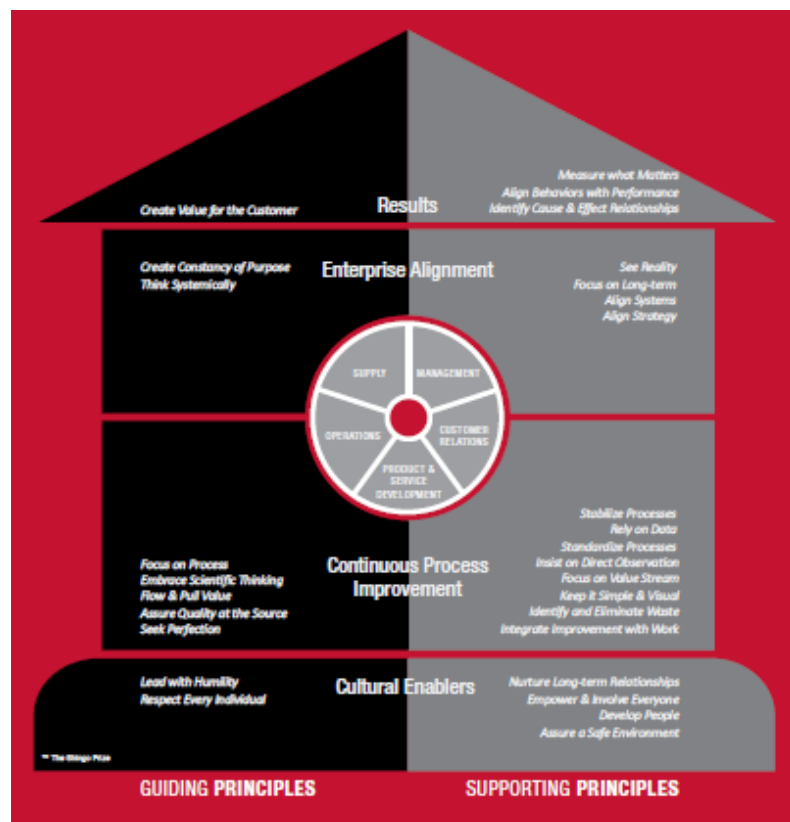 Measure what Matters
Align Behaviors with Performance
Create Value for the Customer
Results
Identify Cause & Effect Relationships
Create Constancy of Purpose
Think Systemically
Enterprise Alignment
See Reality
Focus on Long-term
Align Systems
Align Strategy
SUPPLY
MANAGEMENT
OPERATIONS
CUSTOMER
RELATIONS
PRODUCT &
SERVICE
DEVELOPMENT
Focus on Process
Embrace Scientific Thinking
Flow & Pull Value
Assure Quality at the Source
Seek Perfection
Continuous Process
Improvement
Stabilize Processes
Rely on Data
Standardize Processes
Insist on Direct Observation
Focus on Value Stream
Keep it Simple & Visual
Identify and Eliminate Waste
Integrate Improvement with Work
Lead with Humility
Respect Every Individual
Cultural Enablers
Nurture Long-term Relationships
Empower & Involve Everyone
Develop People
Assure a Safe Environment
™ The Shingo Prize
GUIDING PRINCIPLES
SUPPORTING PRINCIPLES